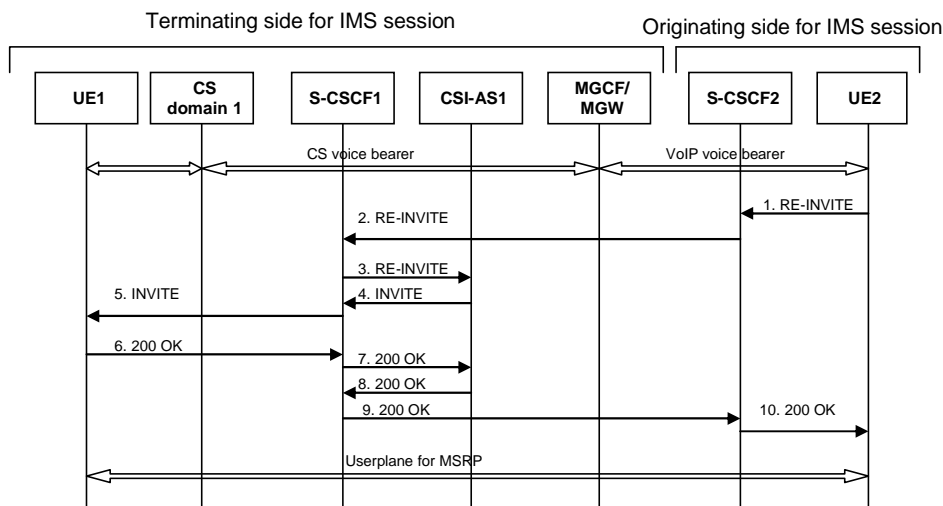 Terminating side for IMS session
Originating side for IMS session
UE1
CS
domain 1
S-CSCF1
CSI-AS1
MGCF/
MGW
S-CSCF2
UE2
CS voice bearer
VoIP voice bearer
1. RE-INVITE
2. RE-INVITE
3. RE-INVITE
4. INVITE
5. INVITE
6. 200 OK
7. 200 OK
8. 200 OK
9. 200 OK
10. 200 OK
Userplane for MSRP